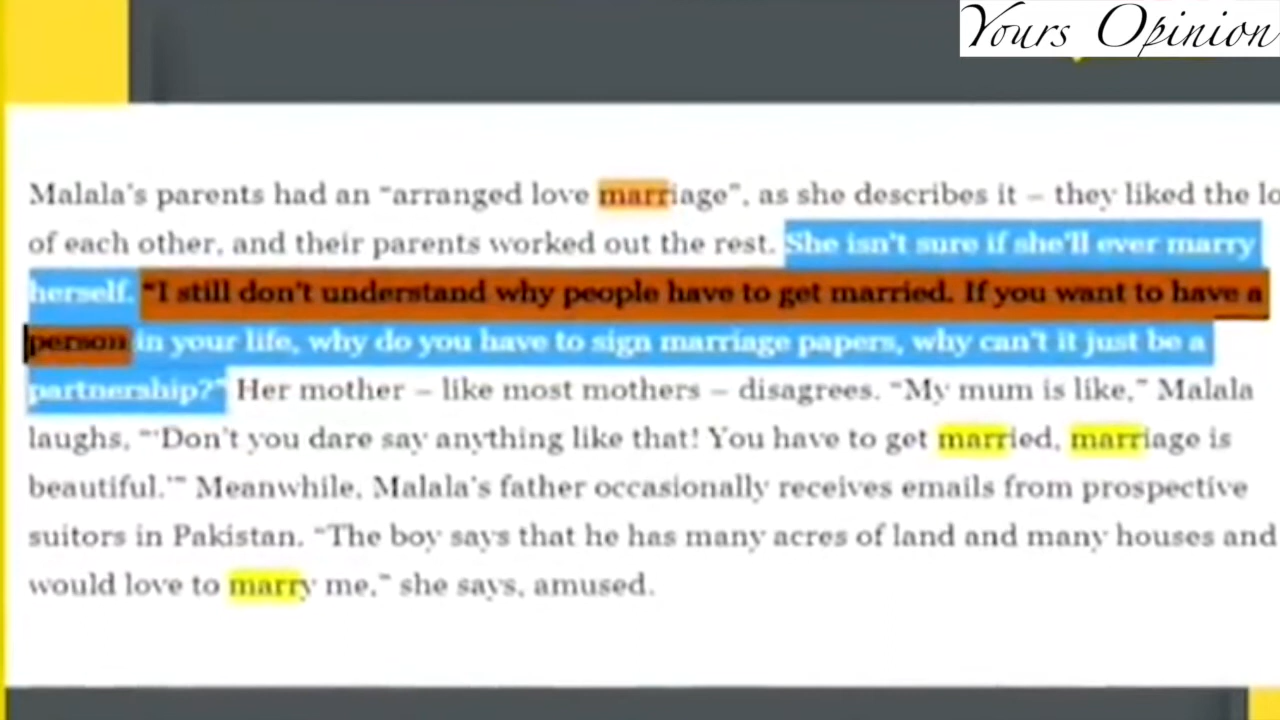 Yours Opinion
Malala's parents had an "arranged love marriage", as she describes it – they liked the lo
of each other, and their parents worked out the rest. She isn't sure if she'll ever marry
herself. "I still don't understand why people have to get married. If you want to have a
person in your life, why do you have to sign marriage papers, why can't it just be a
partnership?" Her mother – like most mothers – disagrees. "My mum is like," Malala
laughs, "'Don't you dare say anything like that! You have to get married, marriage is
beautiful.'" Meanwhile, Malala's father occasionally receives emails from prospective
suitors in Pakistan. "The boy says that he has many acres of land and many houses and
would love to marry me," she says, amused.